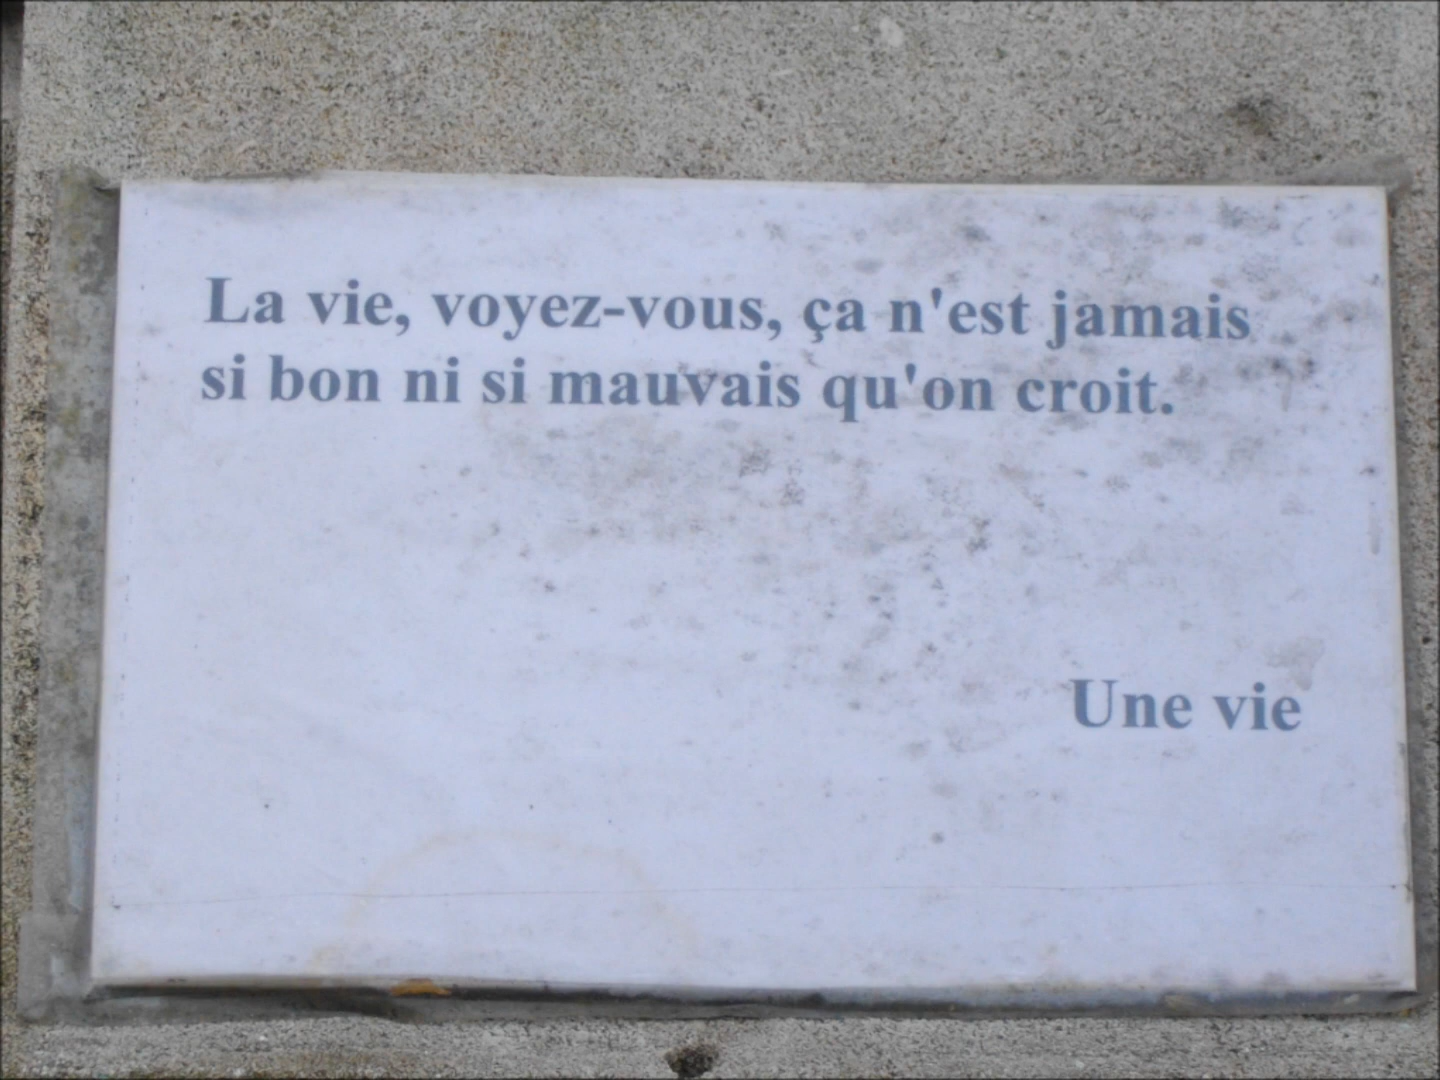 La vie, voyez-vous, ça n'est jamais
si bon ni si mauvais qu'on croit.
Une vie